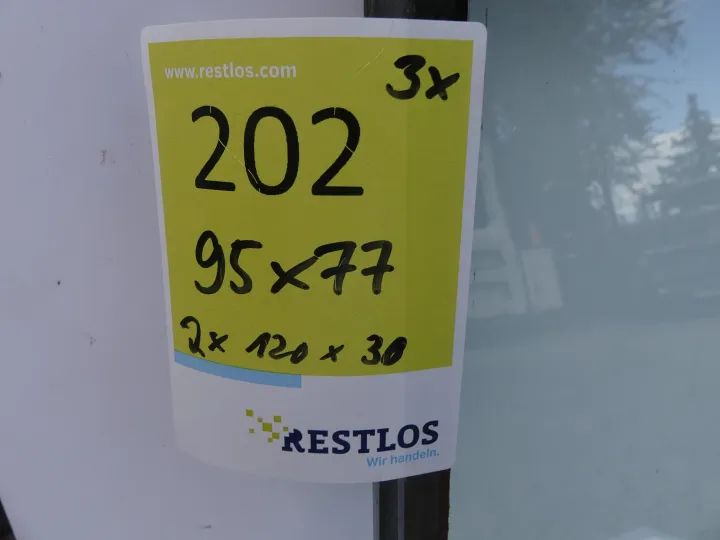 www.restlos.com
3x
202
95x77
2x 120 x 30
RESTLOS
Wir handeln.